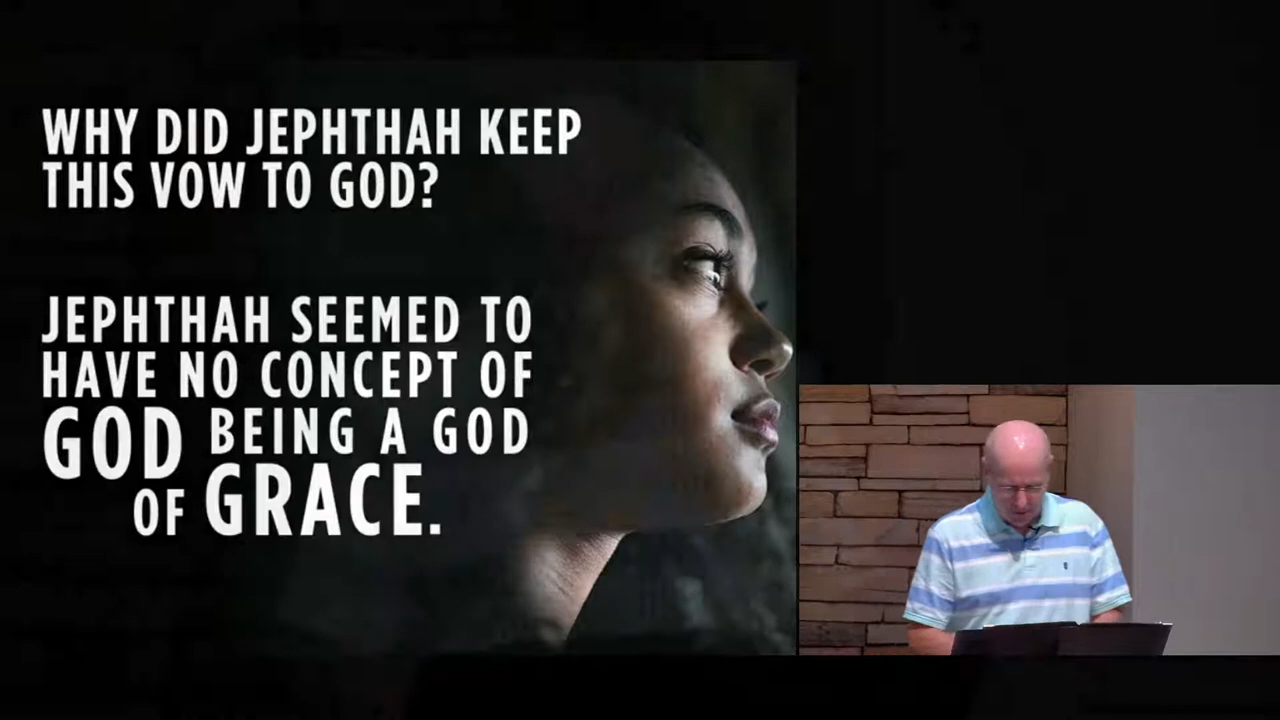 WHY DID JEPHTHAH KEEP
THIS VOW TO GOD?
JEPHTHAH SEEMED TO
HAVE NO CONCEPT OF
GOD BEING A GOD
OF GRACE.